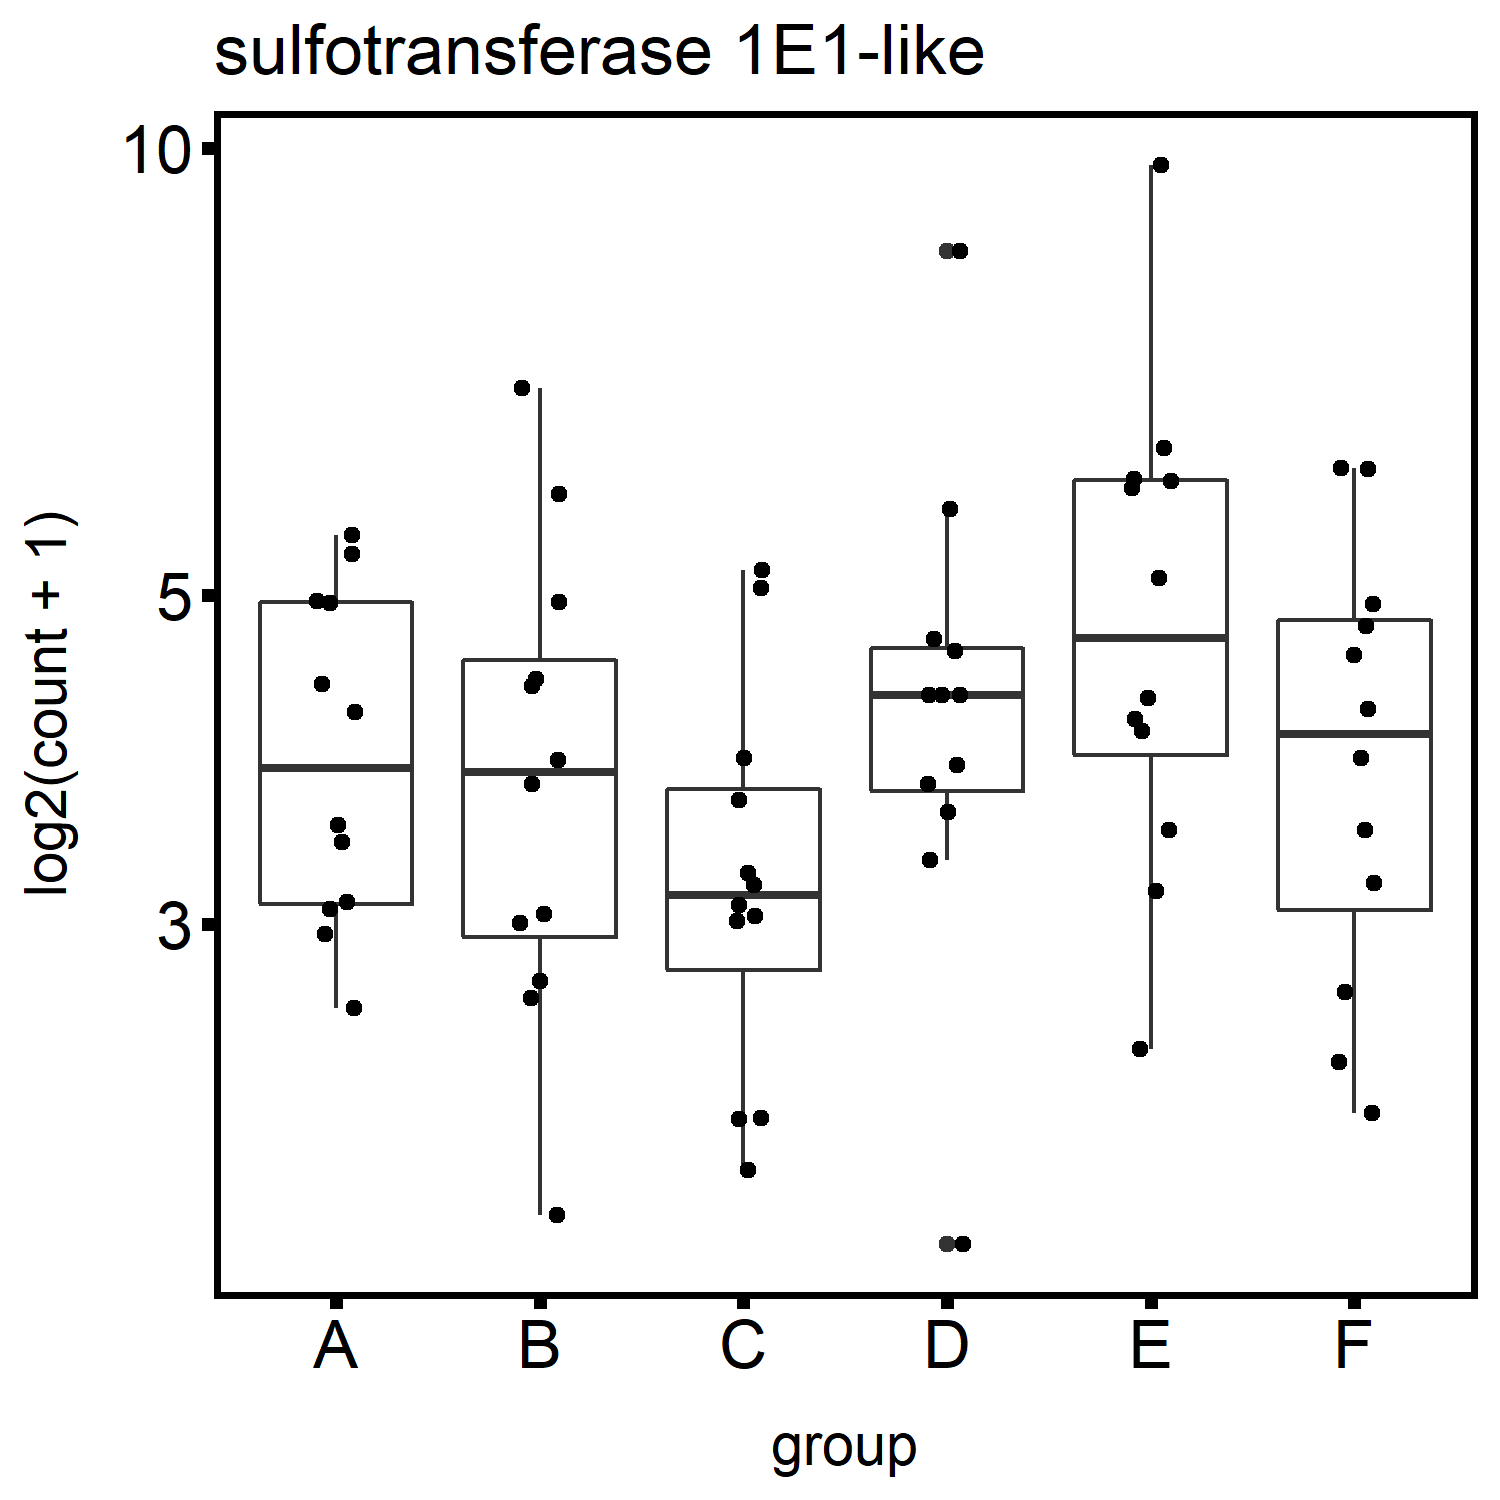 sulfotransferase 1E1-like
10
5
3
log2(count + 1)
A B C D E F
group